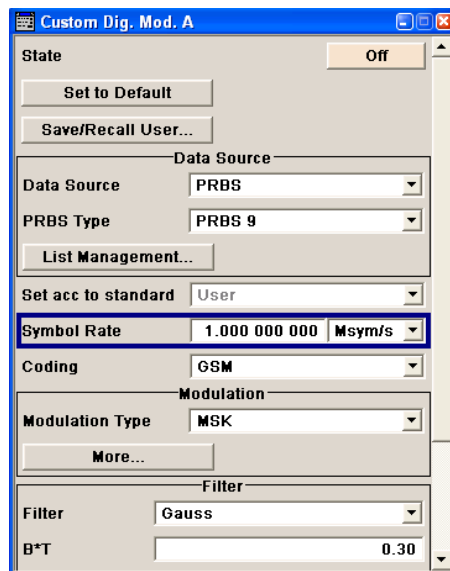 Custom Dig. Mod. A
State Off
Set to Default
Save/Recall User...
Data Source
Data Source PRBS
PRBS Type PRBS 9
List Management...
Set acc to standard User
Symbol Rate 1.000 000 000 Msym/s
Coding GSM
Modulation
Modulation Type MSK
More...
Filter
Filter Gauss
B*T 0.30